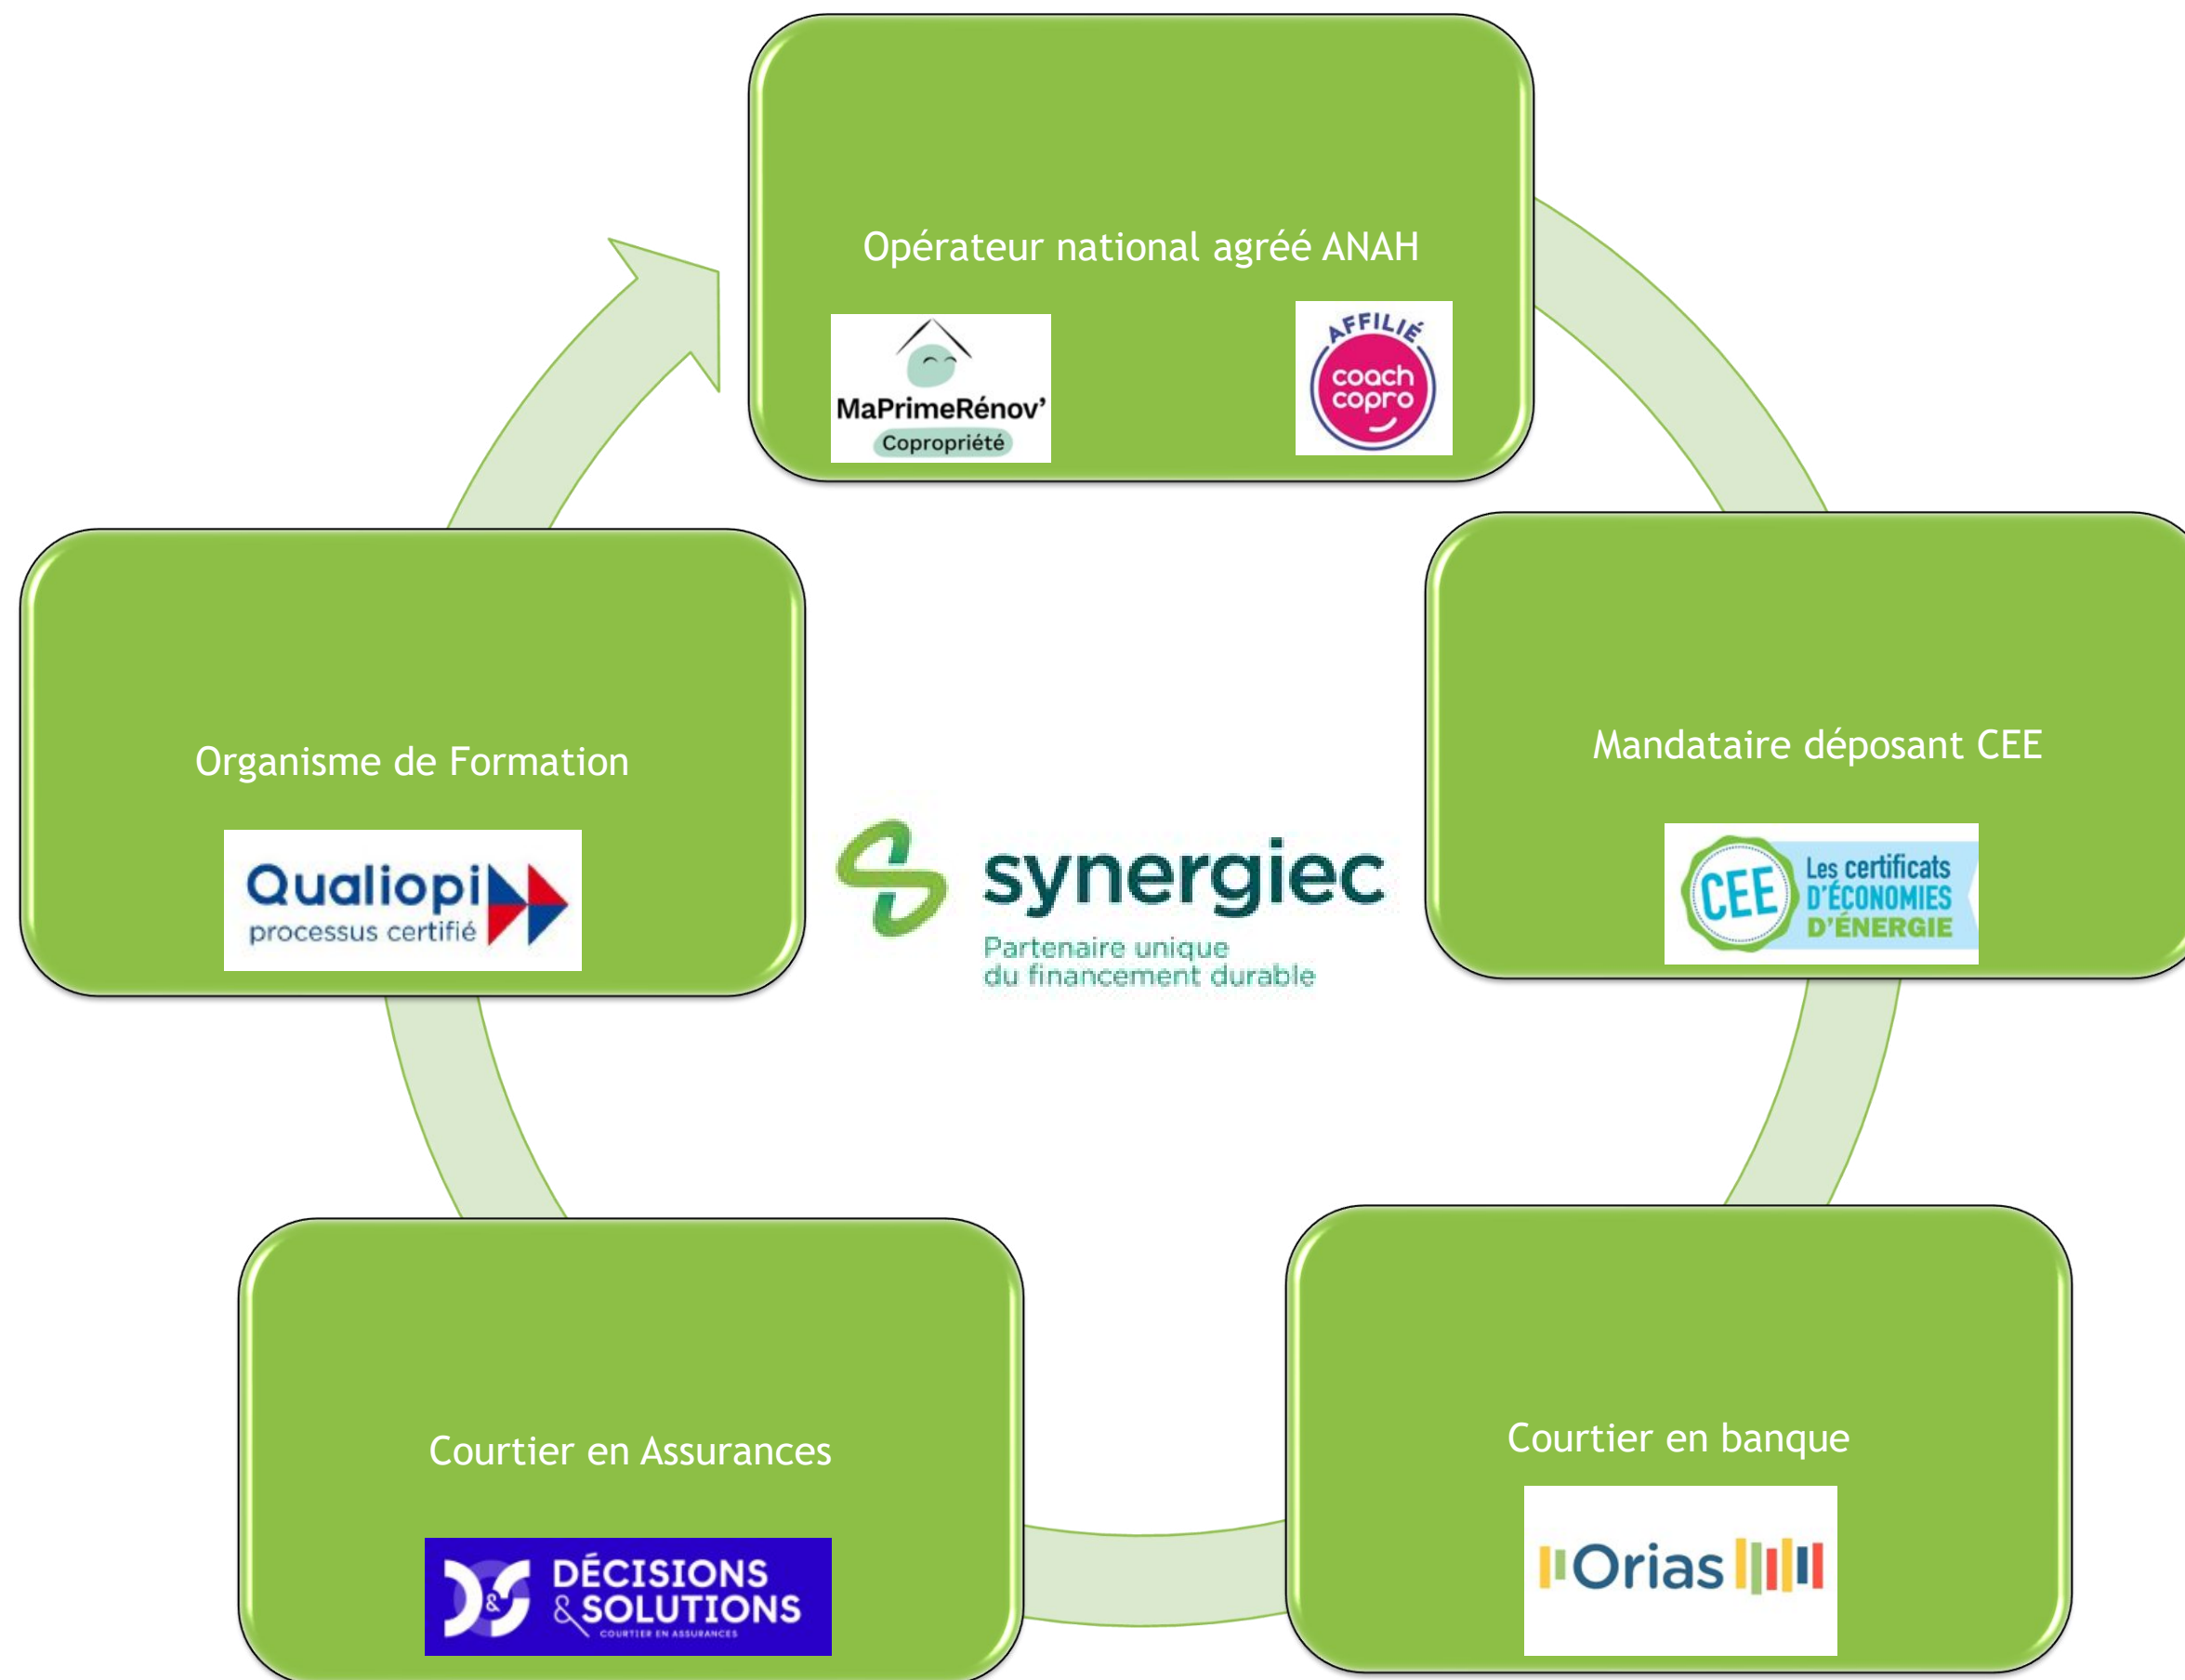 Opérateur national agréé ANAH
MaPrimeRénov'
Copropriété
AFFILIÉ
coach
copro
Mandataire déposant CEE
CEE
Les certificats
D'ÉCONOMIES
D'ÉNERGIE
Courtier en banque
Orias
Courtier en Assurances
D&S
DÉCISIONS
& SOLUTIONS
COURTIER EN ASSURANCES
Organisme de Formation
Qualiopi
processus certifié
synergiec
Partenaire unique
du financement durable